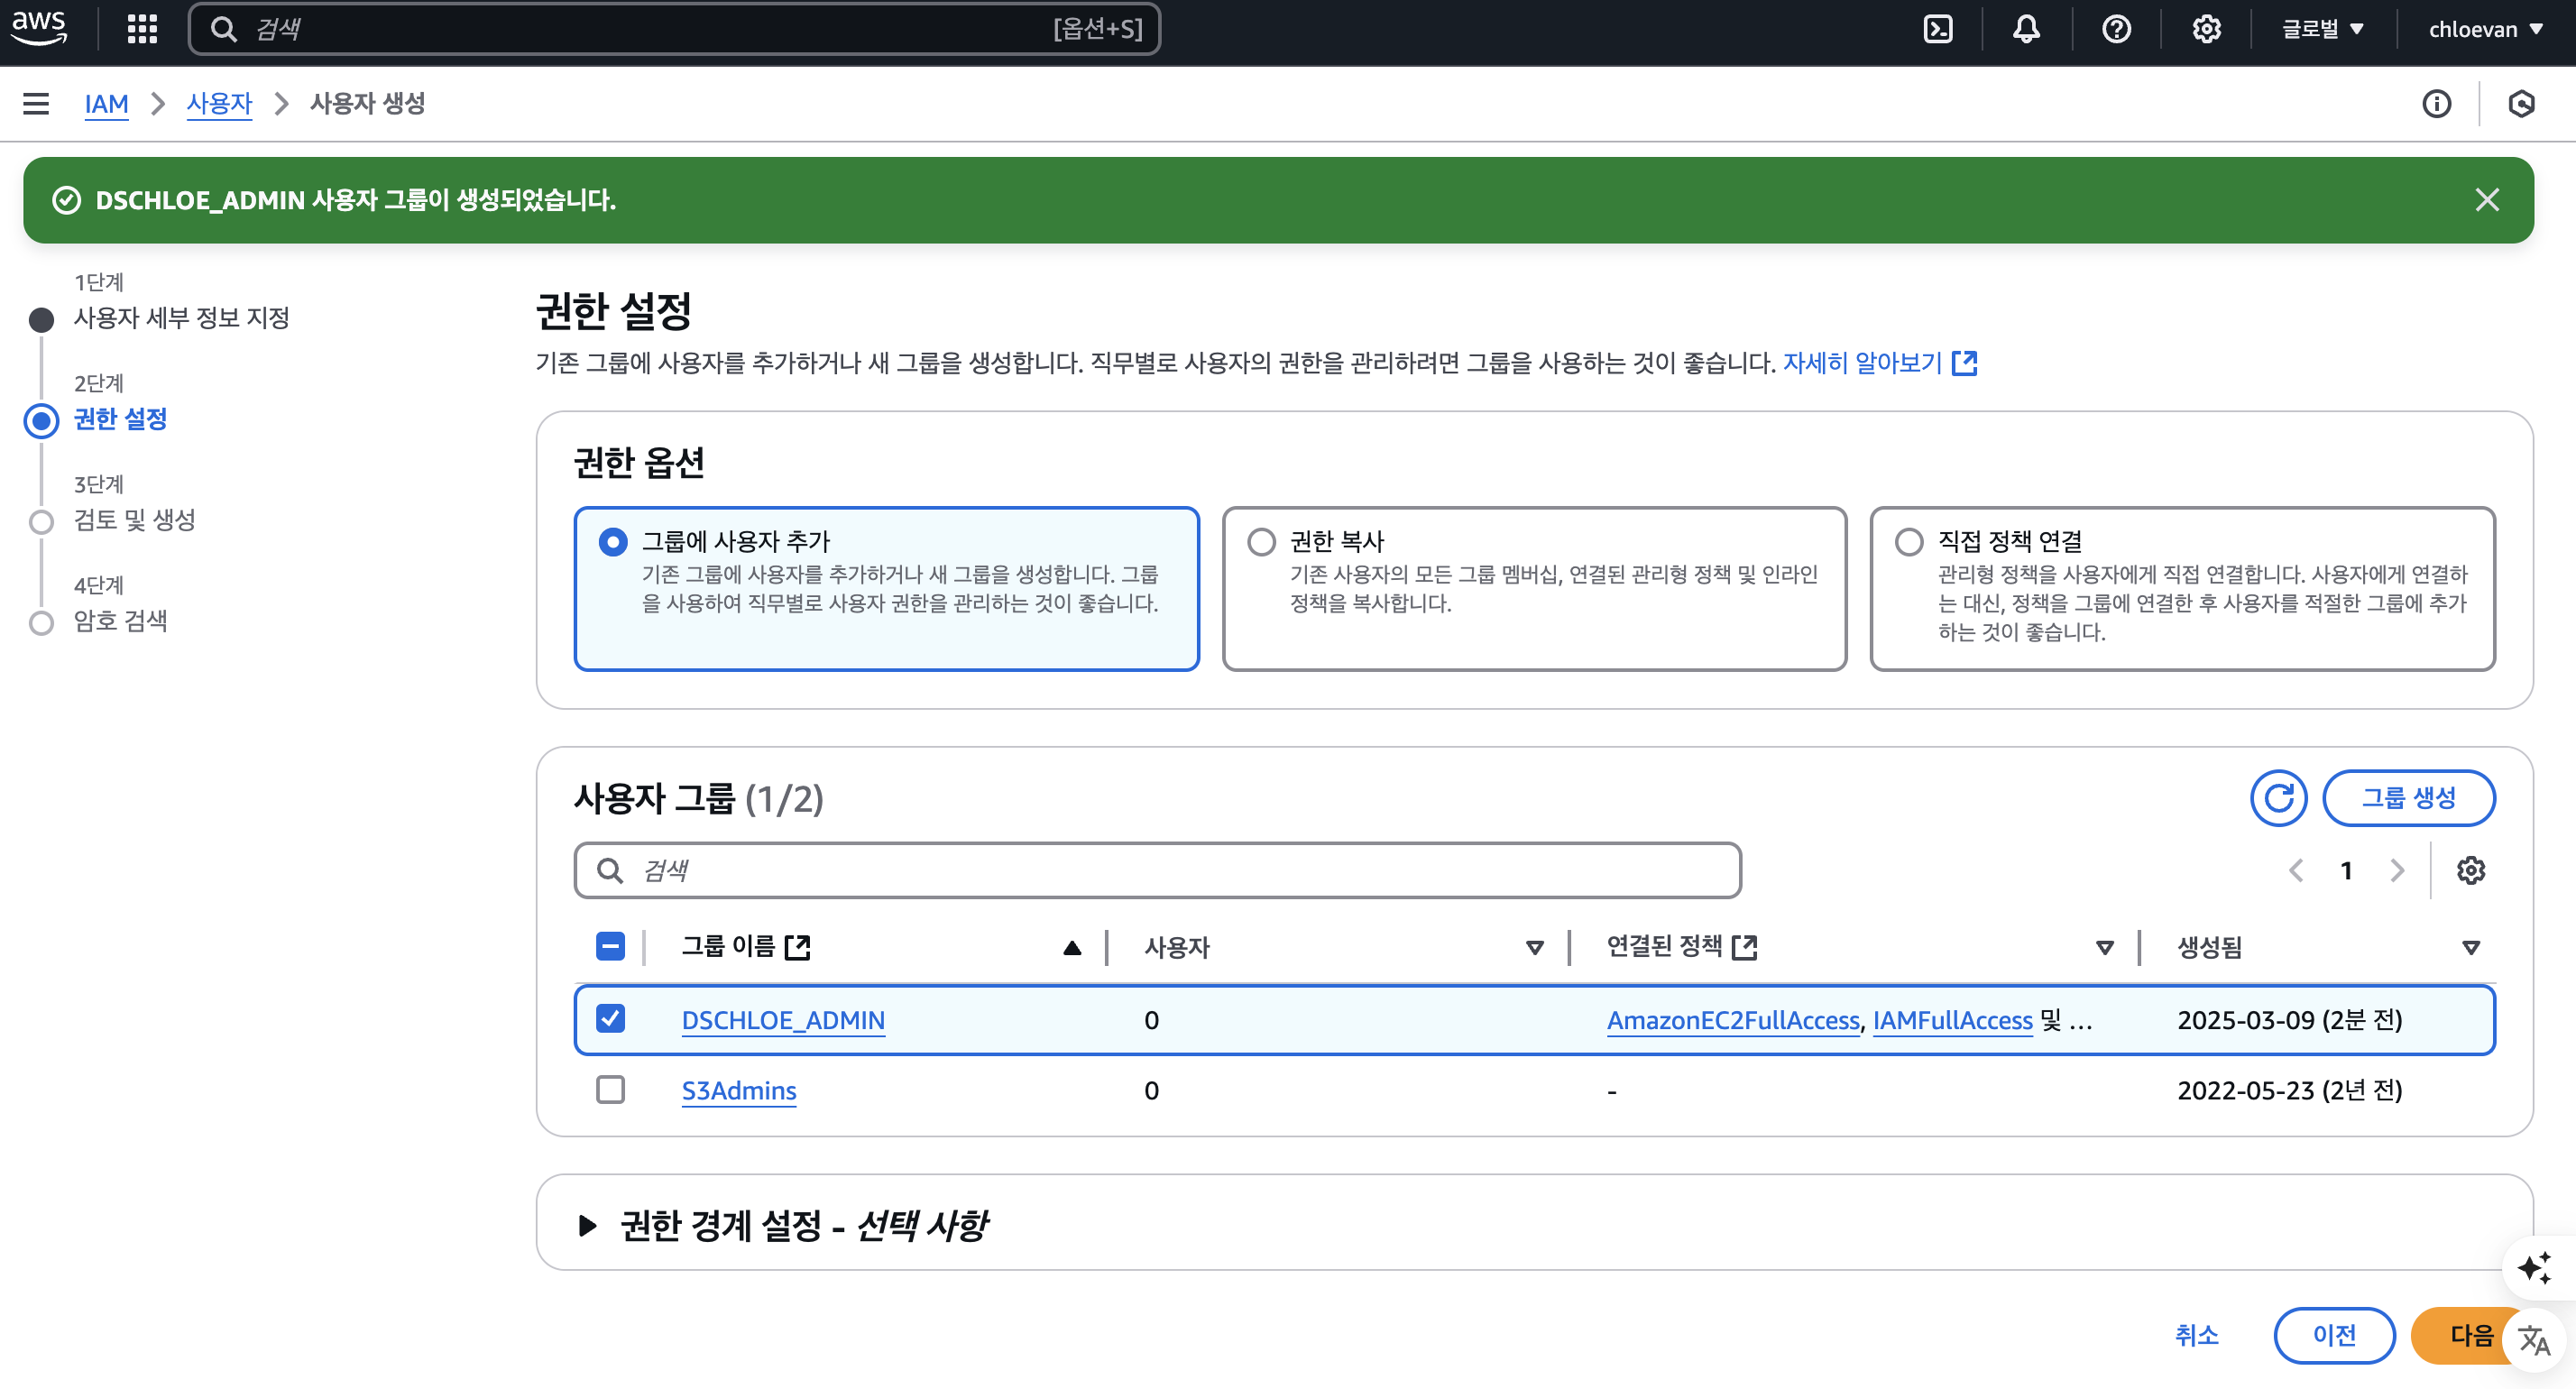 aws
검색
[옵션+S]
글로벌
chloevan
IAM
사용자
사용자 생성
DSCHLOE_ADMIN 사용자 그룹이 생성되었습니다.
1단계
사용자 세부 정보 지정
2단계
권한 설정
3단계
검토 및 생성
4단계
암호 검색
권한 설정
기존 그룹에 사용자를 추가하거나 새 그룹을 생성합니다. 직무별로 사용자의 권한을 관리하려면 그룹을 사용하는 것이 좋습니다. 자세히 알아보기
권한 옵션
그룹에 사용자 추가
기존 그룹에 사용자를 추가하거나 새 그룹을 생성합니다. 그룹
을 사용하여 직무별로 사용자 권한을 관리하는 것이 좋습니다.
권한 복사
기존 사용자의 모든 그룹 멤버십, 연결된 관리형 정책 및 인라인
정책을 복사합니다.
직접 정책 연결
관리형 정책을 사용자에게 직접 연결합니다. 사용자에게 연결하
는 대신, 정책을 그룹에 연결한 후 사용자를 적절한 그룹에 추가
하는 것이 좋습니다.
사용자 그룹 (1/2)
그룹 생성
검색
1
그룹 이름
사용자
연결된 정책
생성됨
DSCHLOE_ADMIN
0
AmazonEC2FullAccess, IAMFullAccess 및 ...
2025-03-09 (2분 전)
S3Admins
0
-
2022-05-23 (2년 전)
권한 경계 설정 - 선택 사항
취소
이전
다음